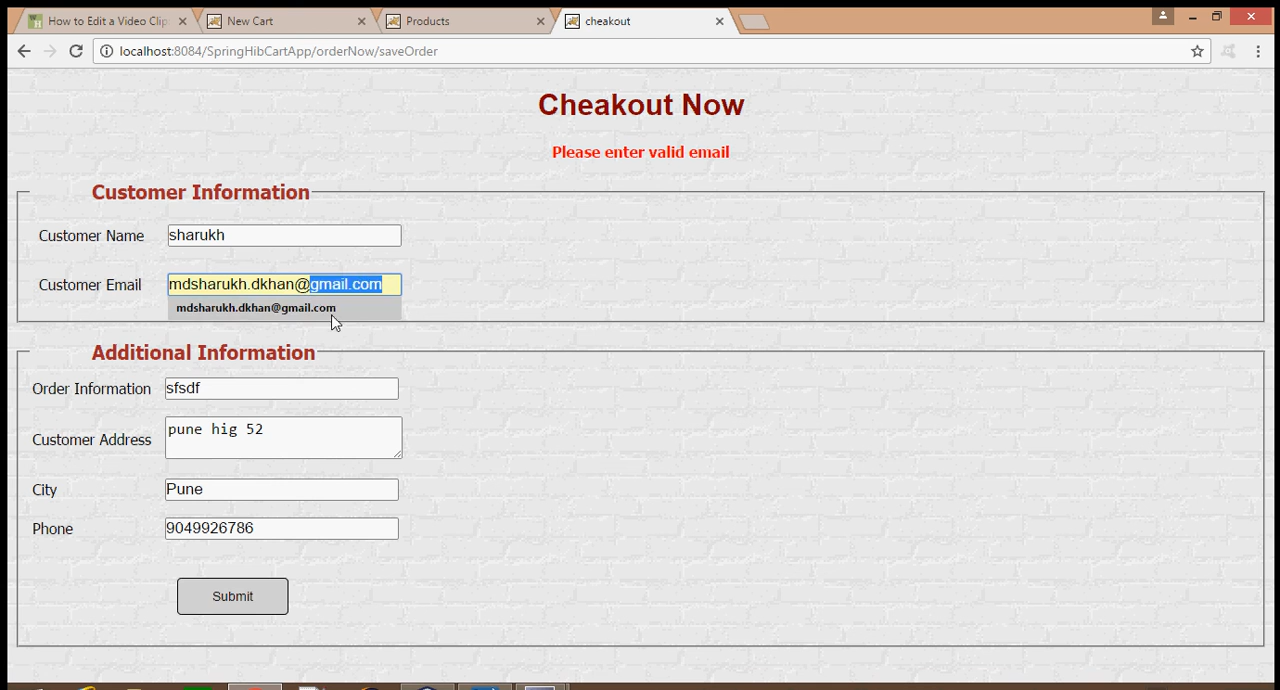 How to Edit a Video Clip
New Cart
Products
cheakout
localhost:8084/SpringHibCartApp/orderNow/saveOrder
Cheakout Now
Please enter valid email
Customer Information
Customer Name sharukh
Customer Email mdsharukh.dkhan@gmail.com
mdsharukh.dkhan@gmail.com
Additional Information
Order Information sfsdf
Customer Address pune hig 52
City Pune
Phone 9049926786
Submit